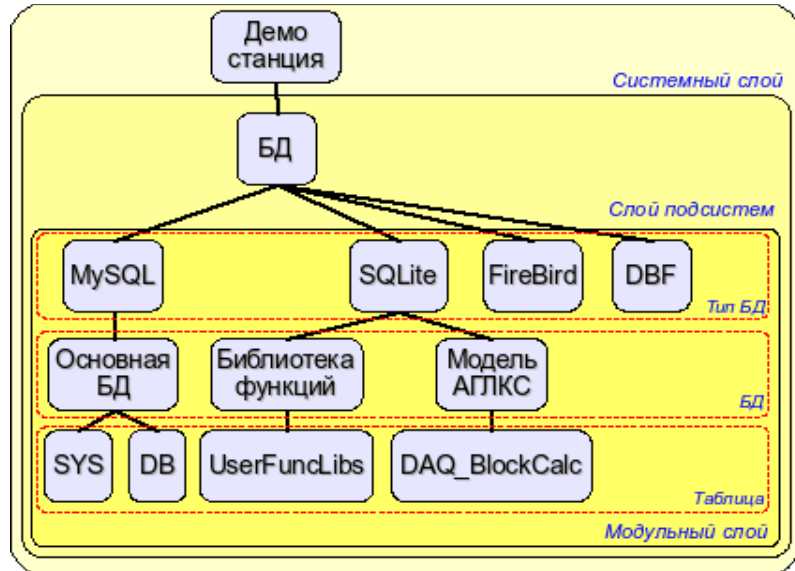 Демо
станция
Системный слой
БД
Слой подсистем
MySQL
SQLite
FireBird
DBF
Тип БД
Основная
БД
Библиотека
функций
Модель
АГЛКС
БД
SYS
DB
UserFuncLibs
DAQ_BlockCalc
Таблица
Модульный слой